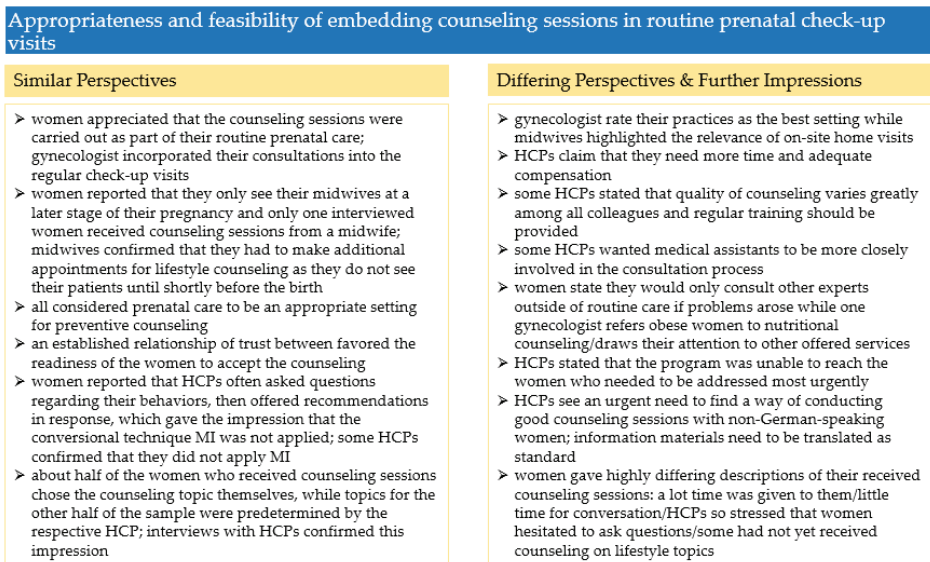 Appropriateness and feasibility of embedding counseling sessions in routine prenatal check-up
visits
Similar Perspectives
➢ women appreciated that the counseling sessions were
carried out as part of their routine prenatal care;
gynecologist incorporated their consultations into the
regular check-up visits
➢ women reported that they only see their midwives at a
later stage of their pregnancy and only one interviewed
women received counseling sessions from a midwife;
midwives confirmed that they had to make additional
appointments for lifestyle counseling as they do not see
their patients until shortly before the birth
➢ all considered prenatal care to be an appropriate setting
for preventive counseling
➢ an established relationship of trust between favored the
readiness of the women to accept the counseling
➢ women reported that HCPs often asked questions
regarding their behaviors, then offered recommendations
in response, which gave the impression that the
conversional technique MI was not applied; some HCPs
confirmed that they did not apply MI
➢ about half of the women who received counseling sessions
chose the counseling topic themselves, while topics for the
other half of the sample were predetermined by the
respective HCP; interviews with HCPs confirmed this
impression
Differing Perspectives & Further Impressions
➢ gynecologist rate their practices as the best setting while
midwives highlighted the relevance of on-site home visits
➢ HCPs claim that they need more time and adequate
compensation
➢ some HCPs stated that quality of counseling varies greatly
among all colleagues and regular training should be
provided
➢ some HCPs wanted medical assistants to be more closely
involved in the consultation process
➢ women state they would only consult other experts
outside of routine care if problems arose while one
gynecologist refers obese women to nutritional
counseling/draws their attention to other offered services
➢ HCPs stated that the program was unable to reach the
women who needed to be addressed most urgently
➢ HCPs see an urgent need to find a way of conducting
good counseling sessions with non-German-speaking
women; information materials need to be translated as
standard
➢ women gave highly differing descriptions of their received
counseling sessions: a lot time was given to them/little
time for conversation/HCPs so stressed that women
hesitated to ask questions/some had not yet received
counseling on lifestyle topics